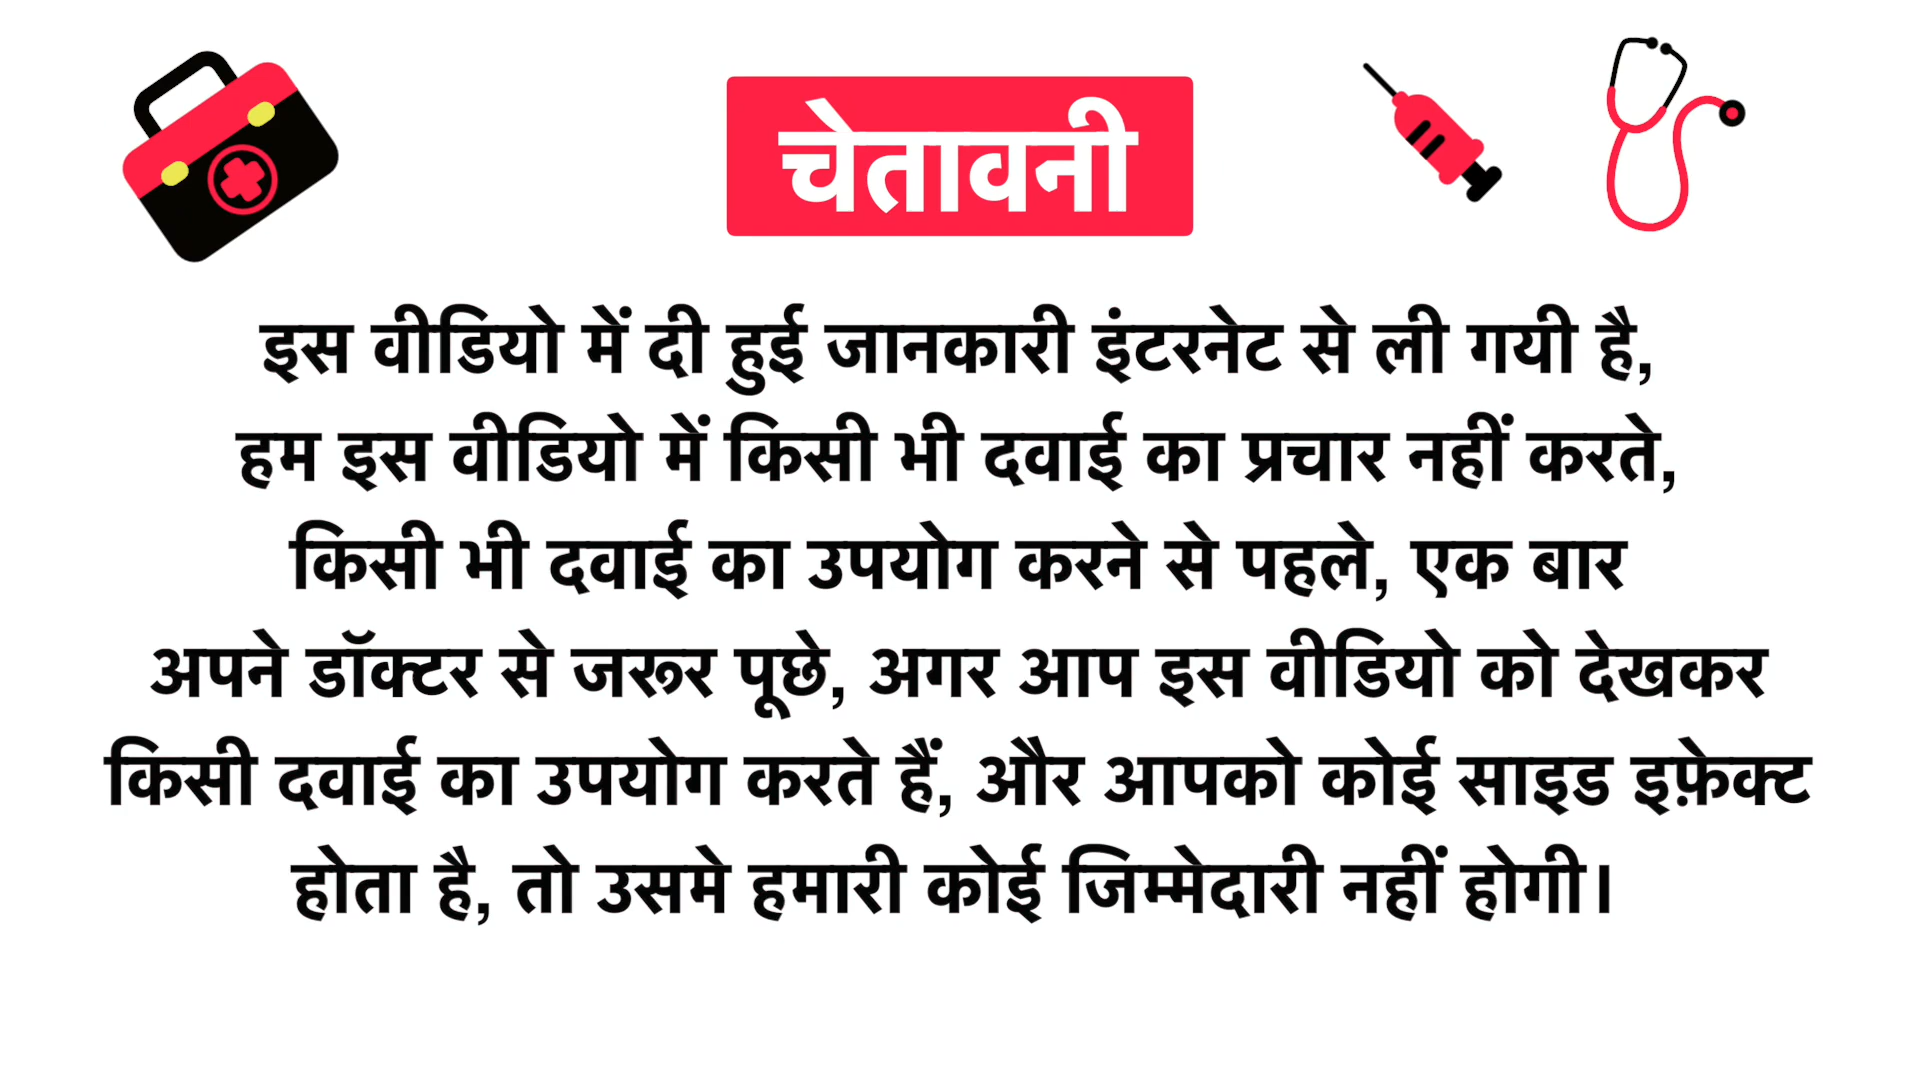 चेतावनी
इस वीडियो में दी हुई जानकारी इंटरनेट से ली गयी है,
हम इस वीडियो में किसी भी दवाई का प्रचार नहीं करते,
किसी भी दवाई का उपयोग करने से पहले, एक बार
अपने डॉक्टर से जरूर पूछे, अगर आप इस वीडियो को देखकर
किसी दवाई का उपयोग करते हैं, और आपको कोई साइड इफ़ेक्ट
होता है, तो उसमे हमारी कोई जिम्मेदारी नहीं होगी।